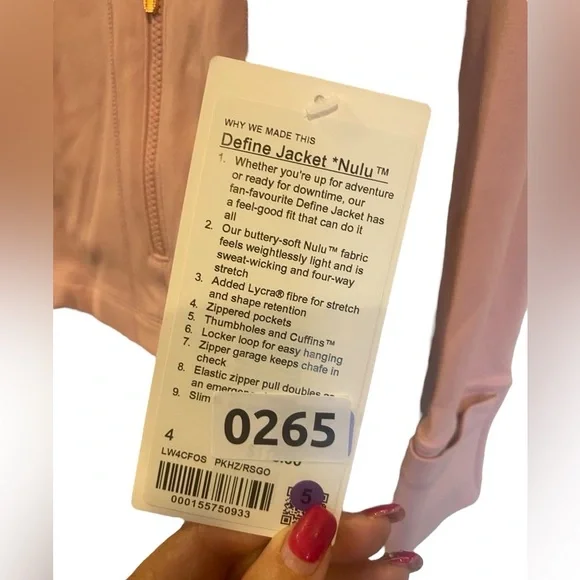 WHY WE MADE THIS
Define Jacket *Nulu™
1. Whether you're up for adventure
or ready for downtime, our
fan-favourite Define Jacket has
a feel-good fit that can do it
all
2. Our buttery-soft Nulu™ fabric
feels weightlessly light and is
sweat-wicking and four-way
stretch
3. Added Lycra® fibre for stretch
and shape retention
4. Zippered pockets
5. Thumbholes and Cuffins™
6. Locker loop for easy hanging
7. Zipper garage keeps chafe in
check
8. Elastic zipper pull doubles as
an emergen
9. Slim
0265
4
LW4CFOS PKHZ/RSGO
000155750933
5